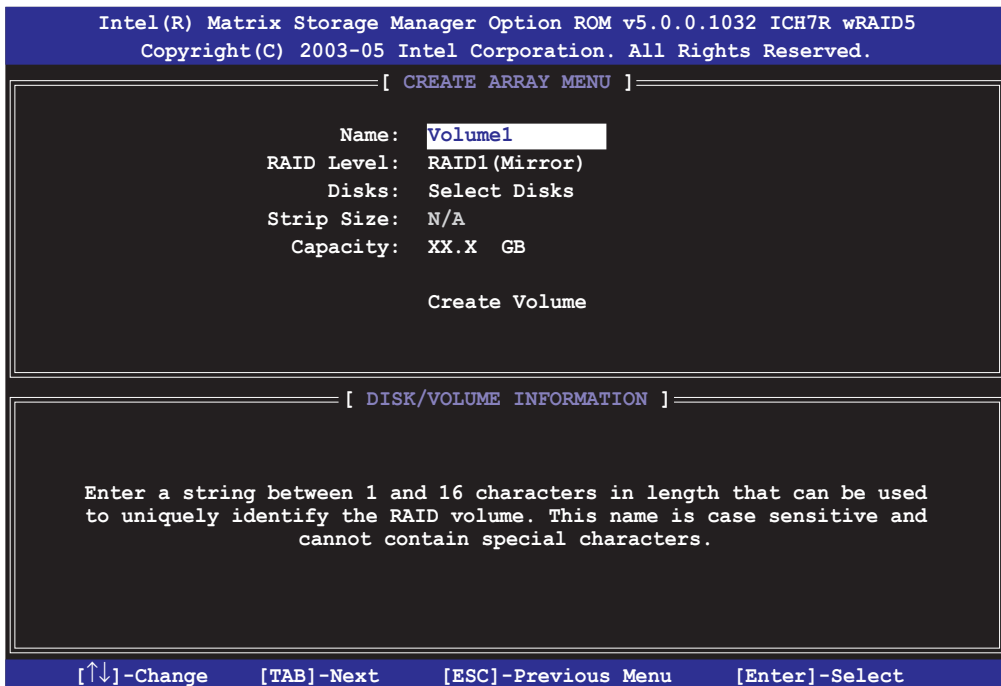 Intel(R) Matrix Storage Manager Option ROM v5.0.0.1032 ICH7R wRAID5
Copyright(C) 2003-05 Intel Corporation. All Rights Reserved.
[ CREATE ARRAY MENU ]
Name: Volume1
RAID Level: RAID1(Mirror)
Disks: Select Disks
Strip Size: N/A
Capacity: XX.X GB
Create Volume
[ DISK/VOLUME INFORMATION ]
Enter a string between 1 and 16 characters in length that can be used
to uniquely identify the RAID volume. This name is case sensitive and
cannot contain special characters.
[↑↓]-Change [TAB]-Next [ESC]-Previous Menu [Enter]-Select